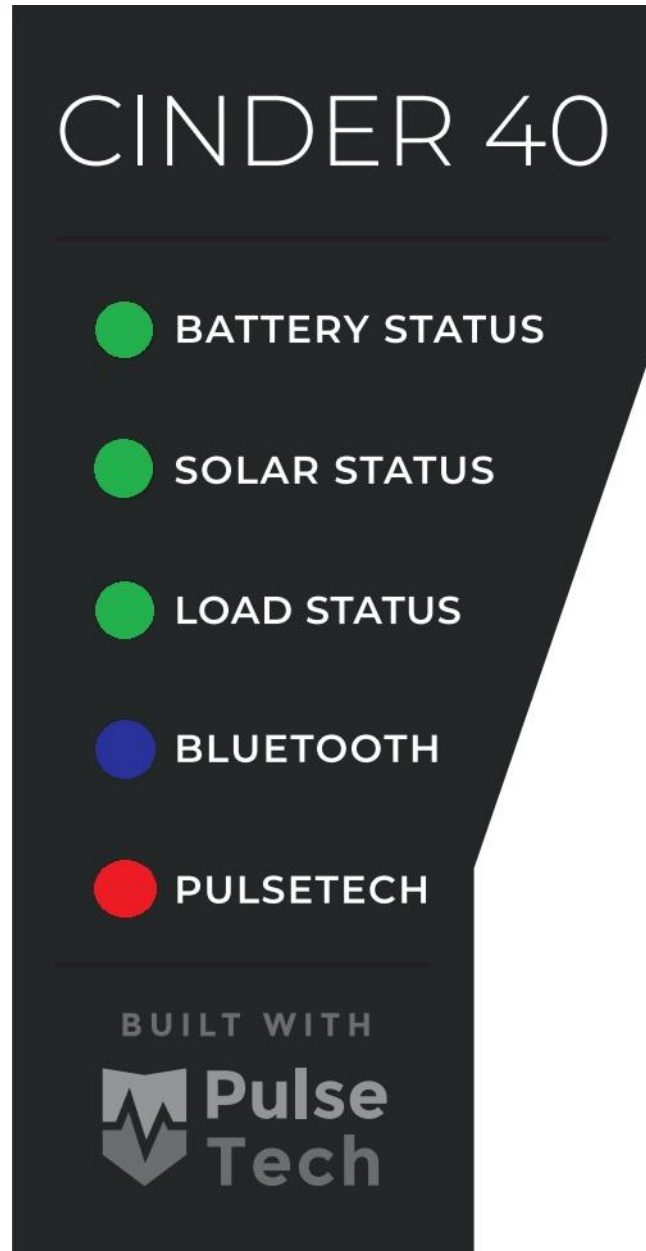 CINDER 40
BATTERY STATUS
SOLAR STATUS
LOAD STATUS
BLUETOOTH
PULSETECH
BUILT WITH
Pulse
Tech